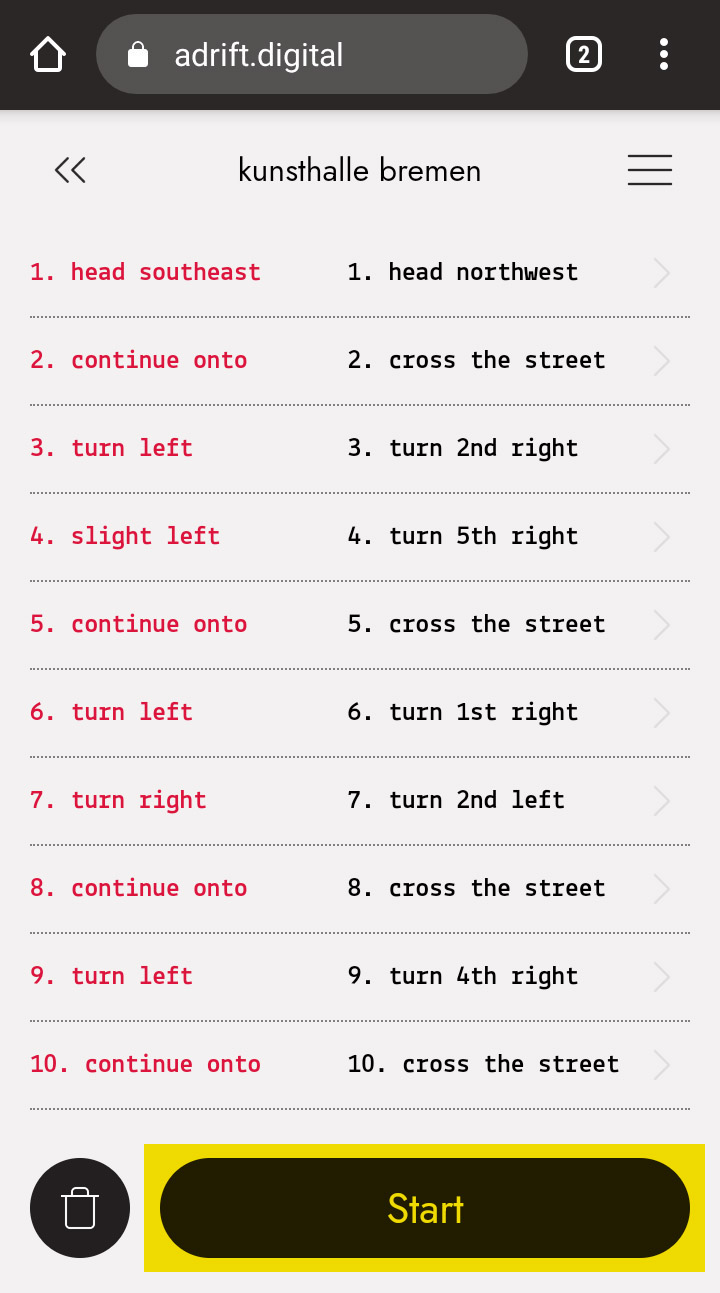 adrift.digital 2
kunsthalle bremen
1. head southeast 1. head northwest
2. continue onto 2. cross the street
3. turn left 3. turn 2nd right
4. slight left 4. turn 5th right
5. continue onto 5. cross the street
6. turn left 6. turn 1st right
7. turn right 7. turn 2nd left
8. continue onto 8. cross the street
9. turn left 9. turn 4th right
10. continue onto 10. cross the street
Start